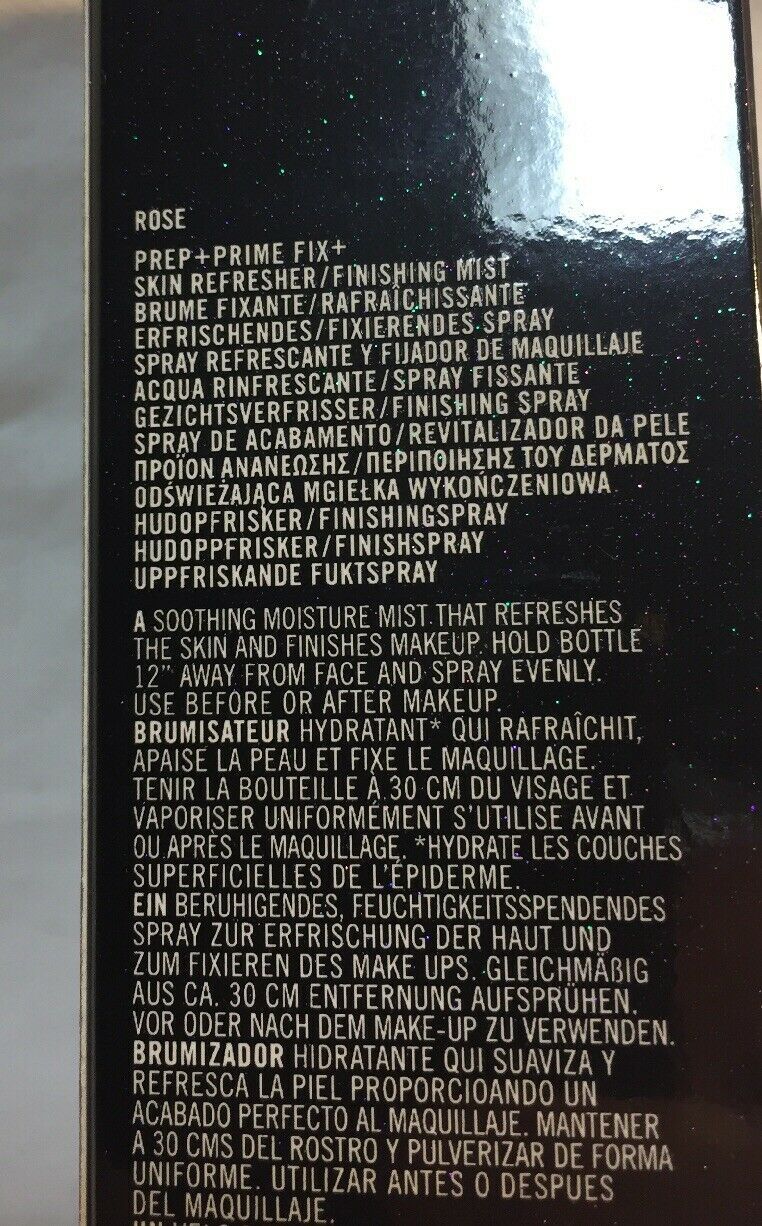 ROSE
PREP+PRIME FIX+
SKIN REFRESHER/FINISHING MIST
BRUME FIXANTE/RAFRAÎCHISSANTE
ERFRISCHENDES/FIXIERENDES SPRAY
SPRAY REFRESCANTE Y FIJADOR DE MAQUILLAJE
ACQUA RINFRESCANTE/SPRAY FISSANTE
GEZICHTSVERFRISSER/FINISHING SPRAY
SPRAY DE ACABAMENTO/REVITALIZADOR DA PELE
ΠΡΟΪΟΝ ΑΝΑΝΕΩΣΗΣ/ΠΕΡΙΠΟΙΗΣΗΣ ΤΟΥ ΔΕΡΜΑΤΟΣ
ODŚWIEŻAJĄCA MGIEŁKA WYKOŃCZENIOWA
HUDOPFRISKER/FINISHINGSPRAY
HUDOPPFRISKER/FINISHSPRAY
UPPFRISKANDE FUKTSPRAY
A SOOTHING MOISTURE MIST THAT REFRESHES
THE SKIN AND FINISHES MAKEUP. HOLD BOTTLE
12" AWAY FROM FACE AND SPRAY EVENLY.
USE BEFORE OR AFTER MAKEUP.
BRUMISATEUR HYDRATANT* QUI RAFRAÎCHIT,
APAISE LA PEAU ET FIXE LE MAQUILLAGE.
TENIR LA BOUTEILLE À 30 CM DU VISAGE ET
VAPORISER UNIFORMÉMENT S'UTILISE AVANT
OU APRÈS LE MAQUILLAGE. *HYDRATE LES COUCHES
SUPERFICIELLES DE L'ÉPIDERME.
EIN BERUHIGENDES, FEUCHTIGKEITSSPENDENDES
SPRAY ZUR ERFRISCHUNG DER HAUT UND
ZUM FIXIEREN DES MAKE UPS. GLEICHMÄßIG
AUS CA. 30 CM ENTFERNUNG AUFSPRÜHEN.
VOR ODER NACH DEM MAKE-UP ZU VERWENDEN.
BRUMIZADOR HIDRATANTE QUI SUAVIZA Y
REFRESCA LA PIEL PROPORCIOANDO UN
ACABADO PERFECTO AL MAQUILLAJE. MANTENER
A 30 CMS DEL ROSTRO Y PULVERIZAR DE FORMA
UNIFORME. UTILIZAR ANTES O DESPUES
DEL MAQUILLAJE.